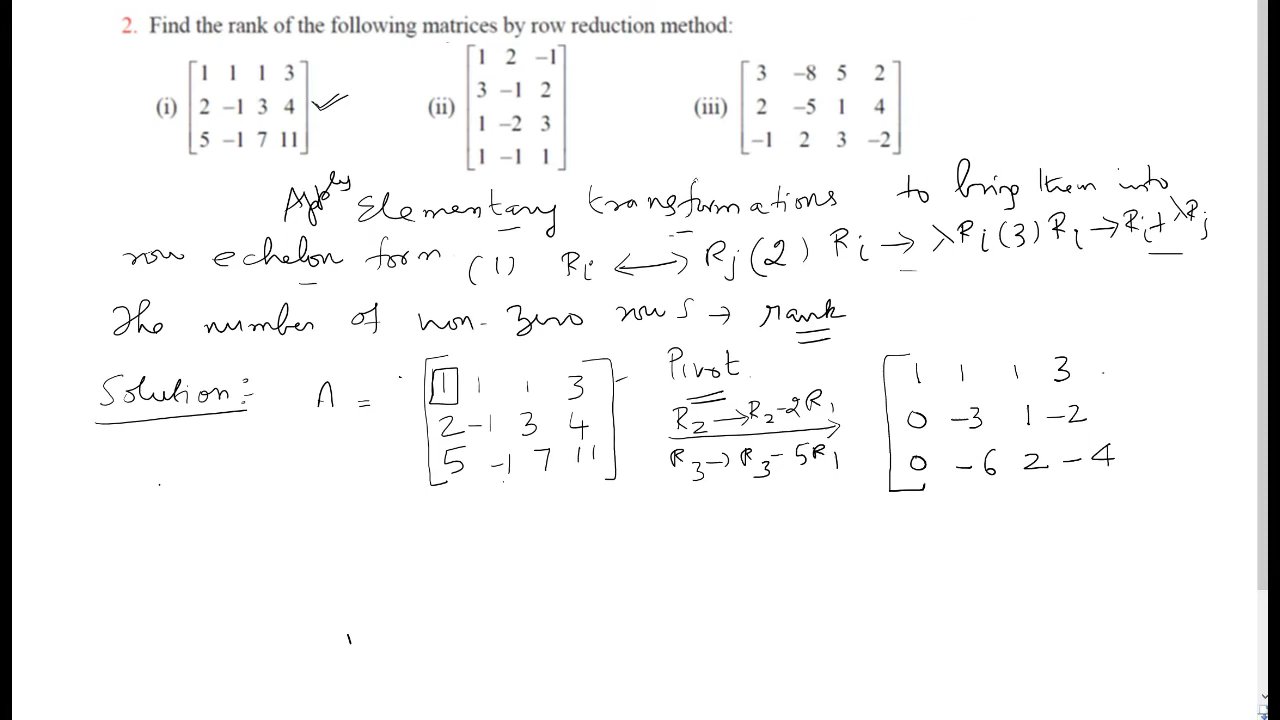 2. Find the rank of the following matrices by row reduction method:
(i) [1 1 1 3
2 -1 3 4
5 -1 7 11]
(ii) [1 2 -1
3 -1 2
1 -2 3
1 -1 1]
(iii) [3 -8 5 2
2 -5 1 4
-1 2 3 -2]
Apply Elementary transformations to bring them into
row echelon form (1) Ri ⟷ Rj (2) Ri → λRi (3) Ri → Ri + λRj
The number of non-zero rows → rank
Solution:- A = [1 1 1 3
2 -1 3 4
5 -1 7 11]
Pivot
R2 → R2 - 2R1
R3 → R3 - 5R1
[1 1 1 3
0 -3 1 -2
0 -6 2 -4